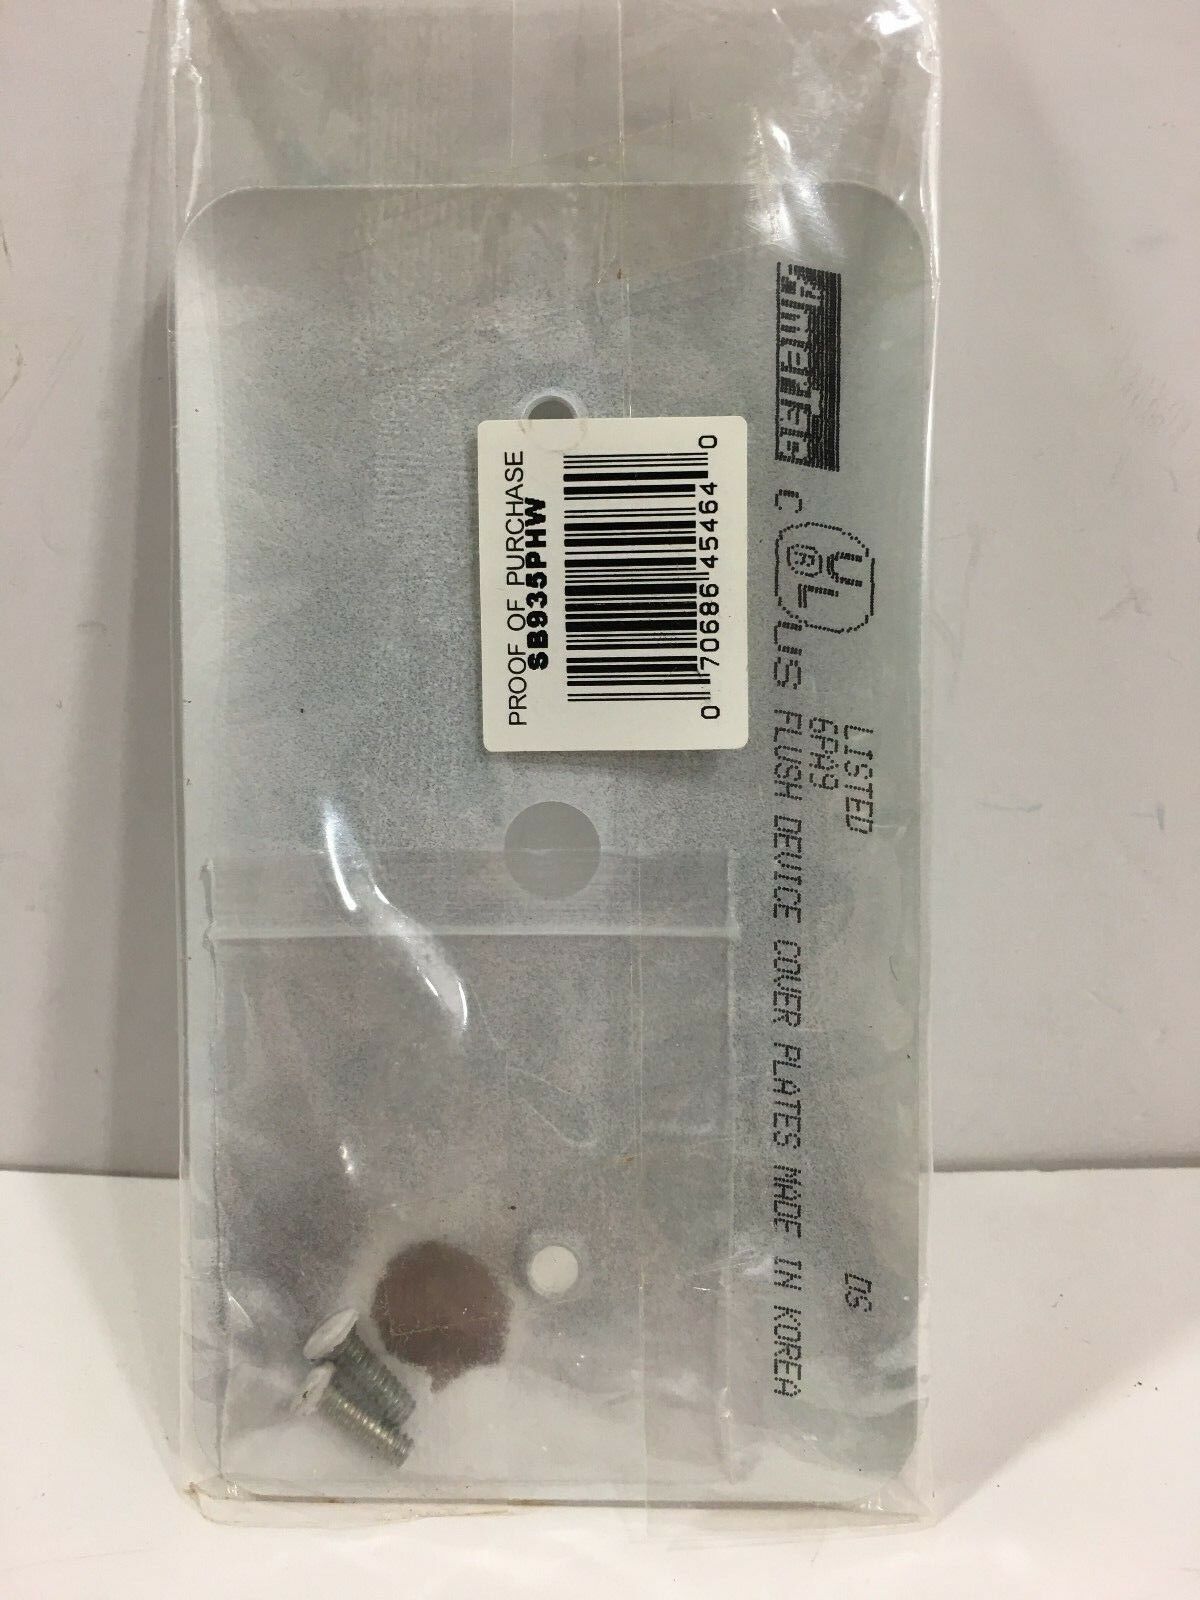 PROOF OF PURCHASE
SB935PHW
0 70686 45464 0
AmerTac
C UL US LISTED
R
6PA9
FLUSH DEVICE COVER PLATES MADE IN KOREA
DS